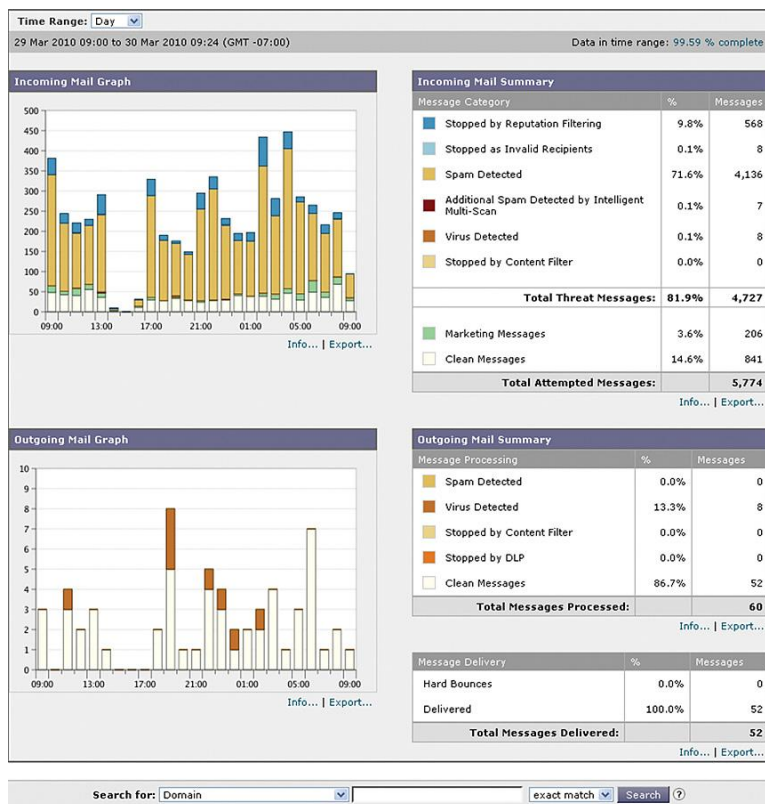 Time Range: Day
29 Mar 2010 09:00 to 30 Mar 2010 09:24 (GMT -07:00) Data in time range: 99.59 % complete
Incoming Mail Graph
500
450
400
350
300
250
200
150
100
50
0
09:00 13:00 17:00 21:00 01:00 05:00 09:00
Info... | Export...
Incoming Mail Summary
Message Category % Messages
Stopped by Reputation Filtering 9.8% 568
Stopped as Invalid Recipients 0.1% 8
Spam Detected 71.6% 4,136
Additional Spam Detected by Intelligent
Multi-Scan 0.1% 7
Virus Detected 0.1% 8
Stopped by Content Filter 0.0% 0
Total Threat Messages: 81.9% 4,727
Marketing Messages 3.6% 206
Clean Messages 14.6% 841
Total Attempted Messages: 5,774
Info... | Export...
Outgoing Mail Graph
10
9
8
7
6
5
4
3
2
1
0
09:00 13:00 17:00 21:00 01:00 05:00 09:00
Info... | Export...
Outgoing Mail Summary
Message Processing % Messages
Spam Detected 0.0% 0
Virus Detected 13.3% 8
Stopped by Content Filter 0.0% 0
Stopped by DLP 0.0% 0
Clean Messages 86.7% 52
Total Messages Processed: 60
Info... | Export...
Message Delivery % Messages
Hard Bounces 0.0% 0
Delivered 100.0% 52
Total Messages Delivered: 52
Info... | Export...
Search for: Domain exact match Search ?